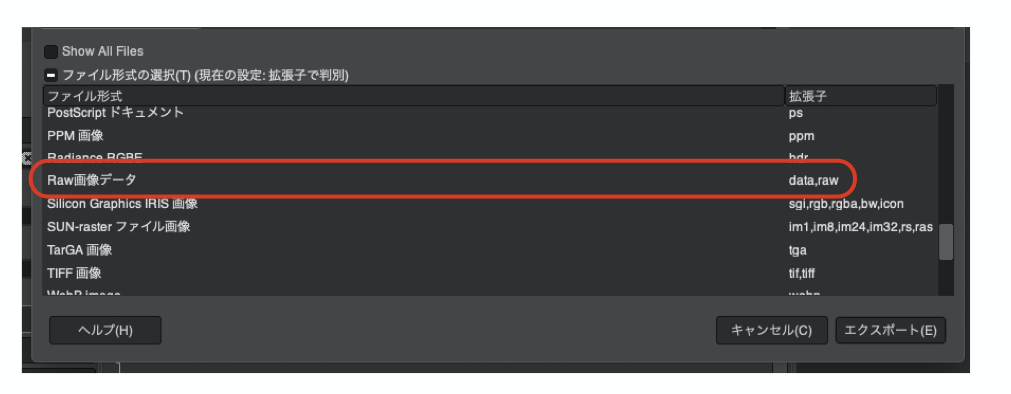 Show All Files
ファイル形式の選択(T) (現在の設定: 拡張子で判別)
ファイル形式 拡張子
PostScript ドキュメント ps
PPM 画像 ppm
Radiance RGBE hdr
Raw画像データ data,raw
Silicon Graphics IRIS 画像 sgi,rgb,rgba,bw,icon
SUN-raster ファイル画像 im1,im8,im24,im32,rs,ras
TarGA 画像 tga
TIFF 画像 tif,tiff
WebP image webp
ヘルプ(H) キャンセル(C) エクスポート(E)